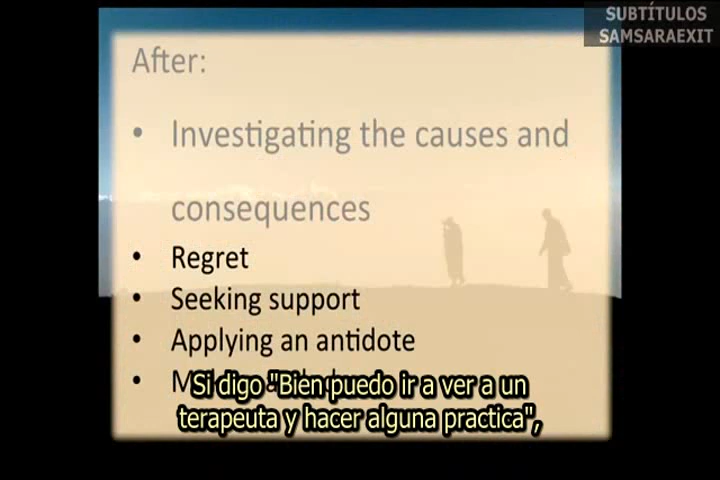 SUBTÍTULOS
SAMSARAEXIT
After:
• Investigating the causes and
consequences
• Regret
• Seeking support
• Applying an antidote
•
Si digo "Bien puedo ir a ver a un
terapeuta y hacer alguna practica",